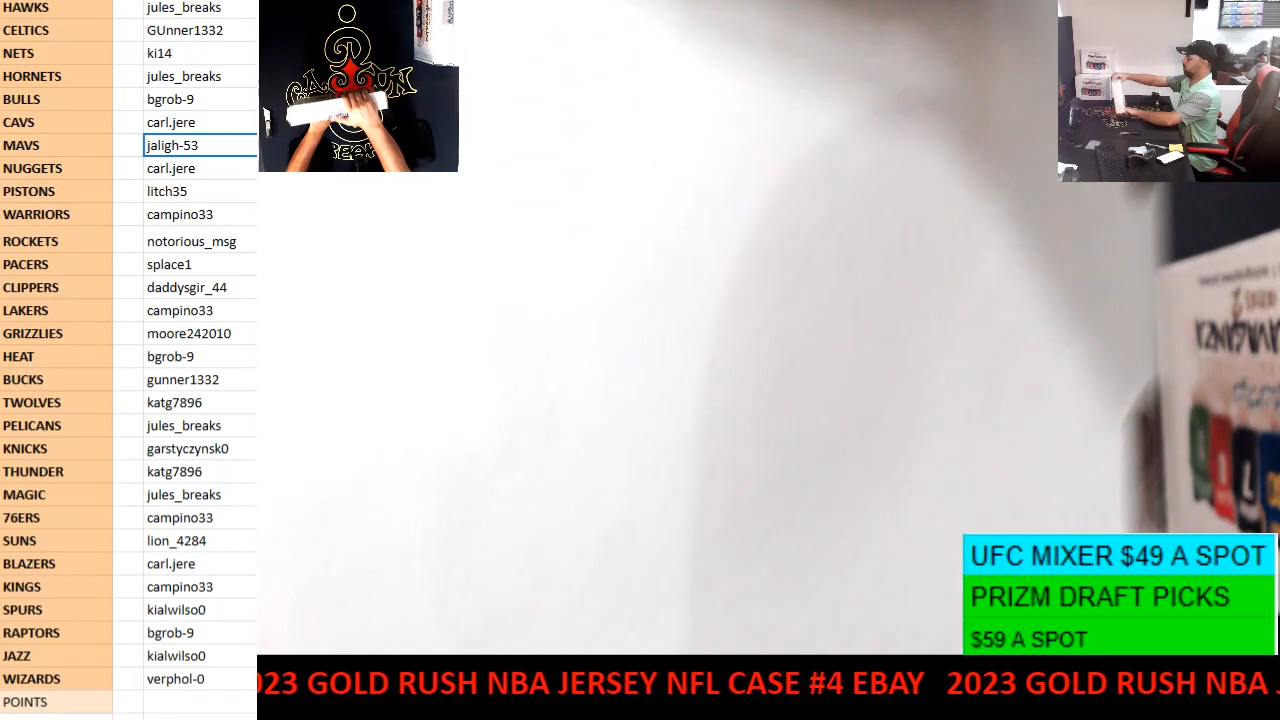 HAWKS jules_breaks
CELTICS GUnner1332
NETS ki14
HORNETS jules_breaks
BULLS bgrob-9
CAVS carl.jere
MAVS jaligh-53
NUGGETS carl.jere
PISTONS litch35
WARRIORS campino33
ROCKETS notorious_msg
PACERS splace1
CLIPPERS daddysgir_44
LAKERS campino33
GRIZZLIES moore242010
HEAT bgrob-9
BUCKS gunner1332
TWOLVES katg7896
PELICANS jules_breaks
KNICKS garstyczynsk0
THUNDER katg7896
MAGIC jules_breaks
76ERS campino33
SUNS lion_4284
BLAZERS carl.jere
KINGS campino33
SPURS kialwilso0
RAPTORS bgrob-9
JAZZ kialwilso0
WIZARDS verphol-0
POINTS
UFC MIXER $49 A SPOT
PRIZM DRAFT PICKS
$59 A SPOT
023 GOLD RUSH NBA JERSEY NFL CASE #4 EBAY 2023 GOLD RUSH NBA